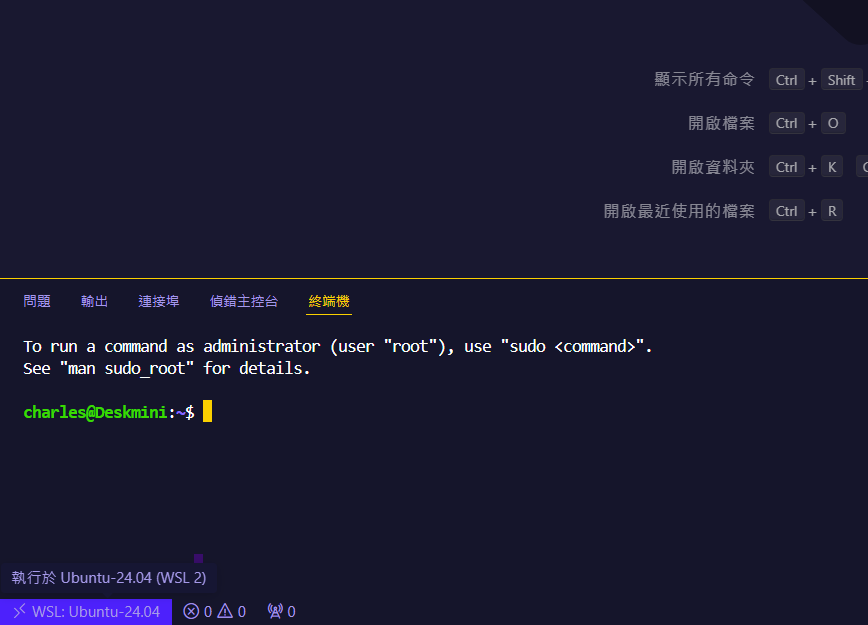 顯示所有命令 Ctrl + Shift
開啟檔案 Ctrl + O
開啟資料夾 Ctrl + K
開啟最近使用的檔案 Ctrl + R
問題 輸出 連接埠 偵錯主控台 終端機
To run a command as administrator (user "root"), use "sudo <command>".
See "man sudo_root" for details.
charles@Deskmini:~$
執行於 Ubuntu-24.04 (WSL 2)
WSL: Ubuntu-24.04 0 0 0